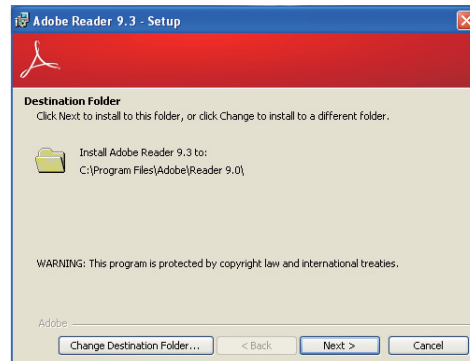 Adobe Reader 9.3 - Setup
Destination Folder
Click Next to install to this folder, or click Change to install to a different folder.
Install Adobe Reader 9.3 to:
C:\Program Files\Adobe\Reader 9.0\
WARNING: This program is protected by copyright law and international treaties.
Adobe
Change Destination Folder... < Back Next > Cancel